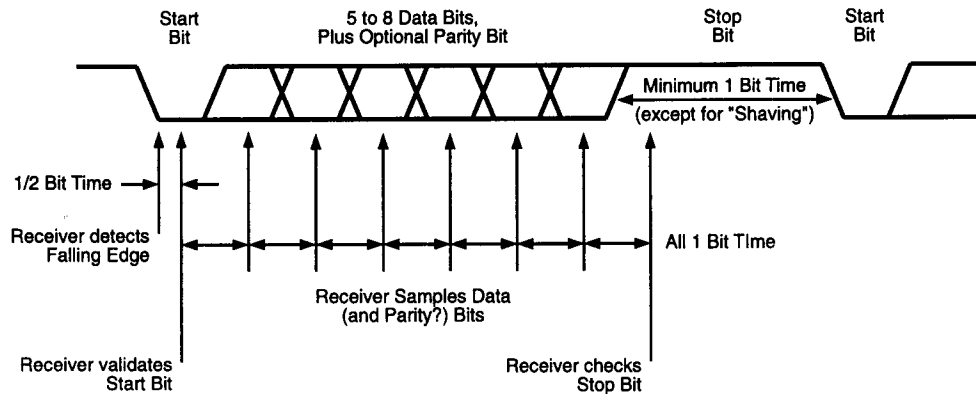 Start
Bit
5 to 8 Data Bits,
Plus Optional Parity Bit
Stop
Bit
Start
Bit
Minimum 1 Bit Time
(except for "Shaving")
1/2 Bit Time
Receiver detects
Falling Edge
All 1 Bit TIme
Receiver Samples Data
(and Parity?) Bits
Receiver validates
Start Bit
Receiver checks
Stop Bit